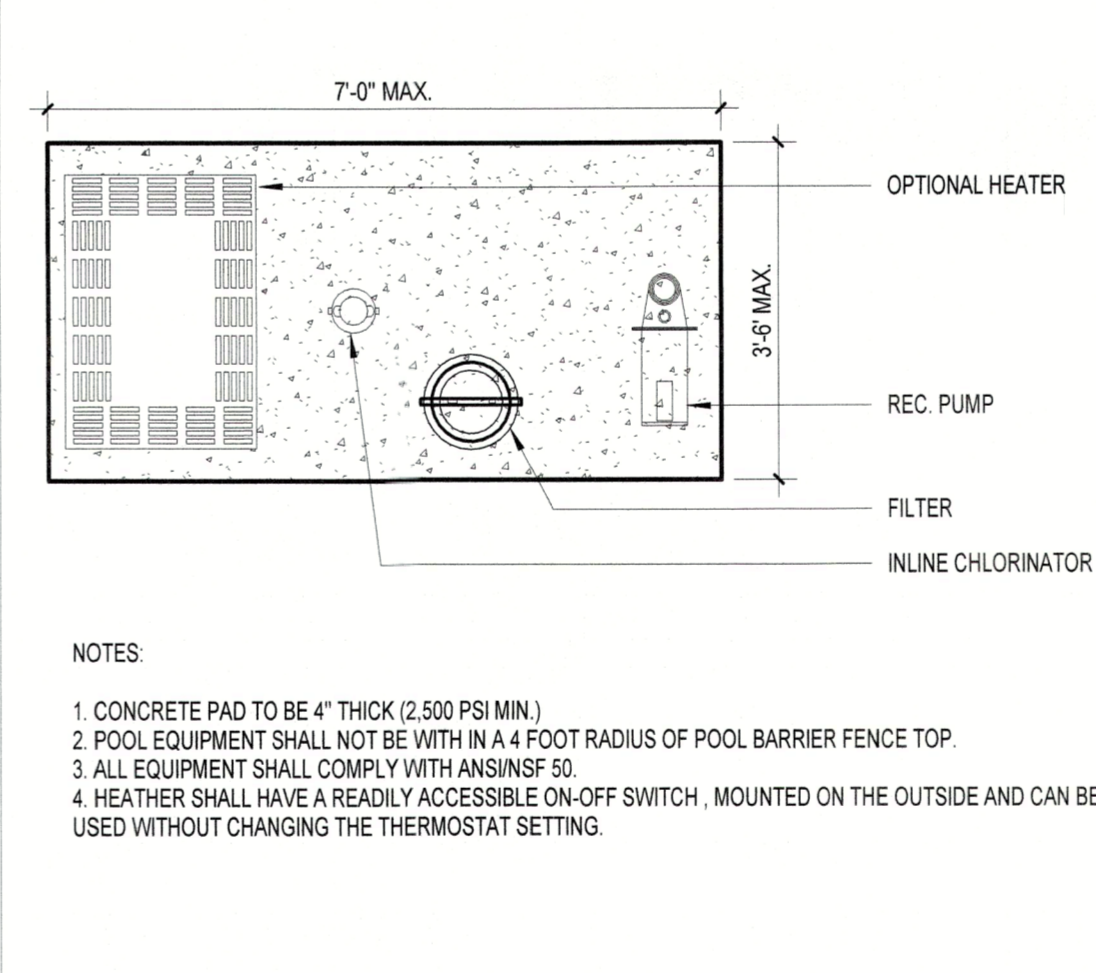 7'-0" MAX.
OPTIONAL HEATER
3'-6' MAX.
REC. PUMP
FILTER
INLINE CHLORINATOR
NOTES:
1. CONCRETE PAD TO BE 4" THICK (2,500 PSI MIN.)
2. POOL EQUIPMENT SHALL NOT BE WITH IN A 4 FOOT RADIUS OF POOL BARRIER FENCE TOP.
3. ALL EQUIPMENT SHALL COMPLY WITH ANSI/NSF 50.
4. HEATHER SHALL HAVE A READILY ACCESSIBLE ON-OFF SWITCH , MOUNTED ON THE OUTSIDE AND CAN BE
USED WITHOUT CHANGING THE THERMOSTAT SETTING.